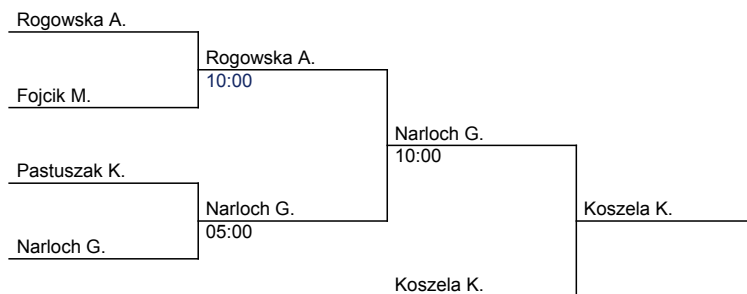 Rogowska A.
Rogowska A.
10:00
Fojcik M.
Narloch G.
10:00
Pastuszak K.
Narloch G.
05:00
Koszela K.
Narloch G.
Koszela K.